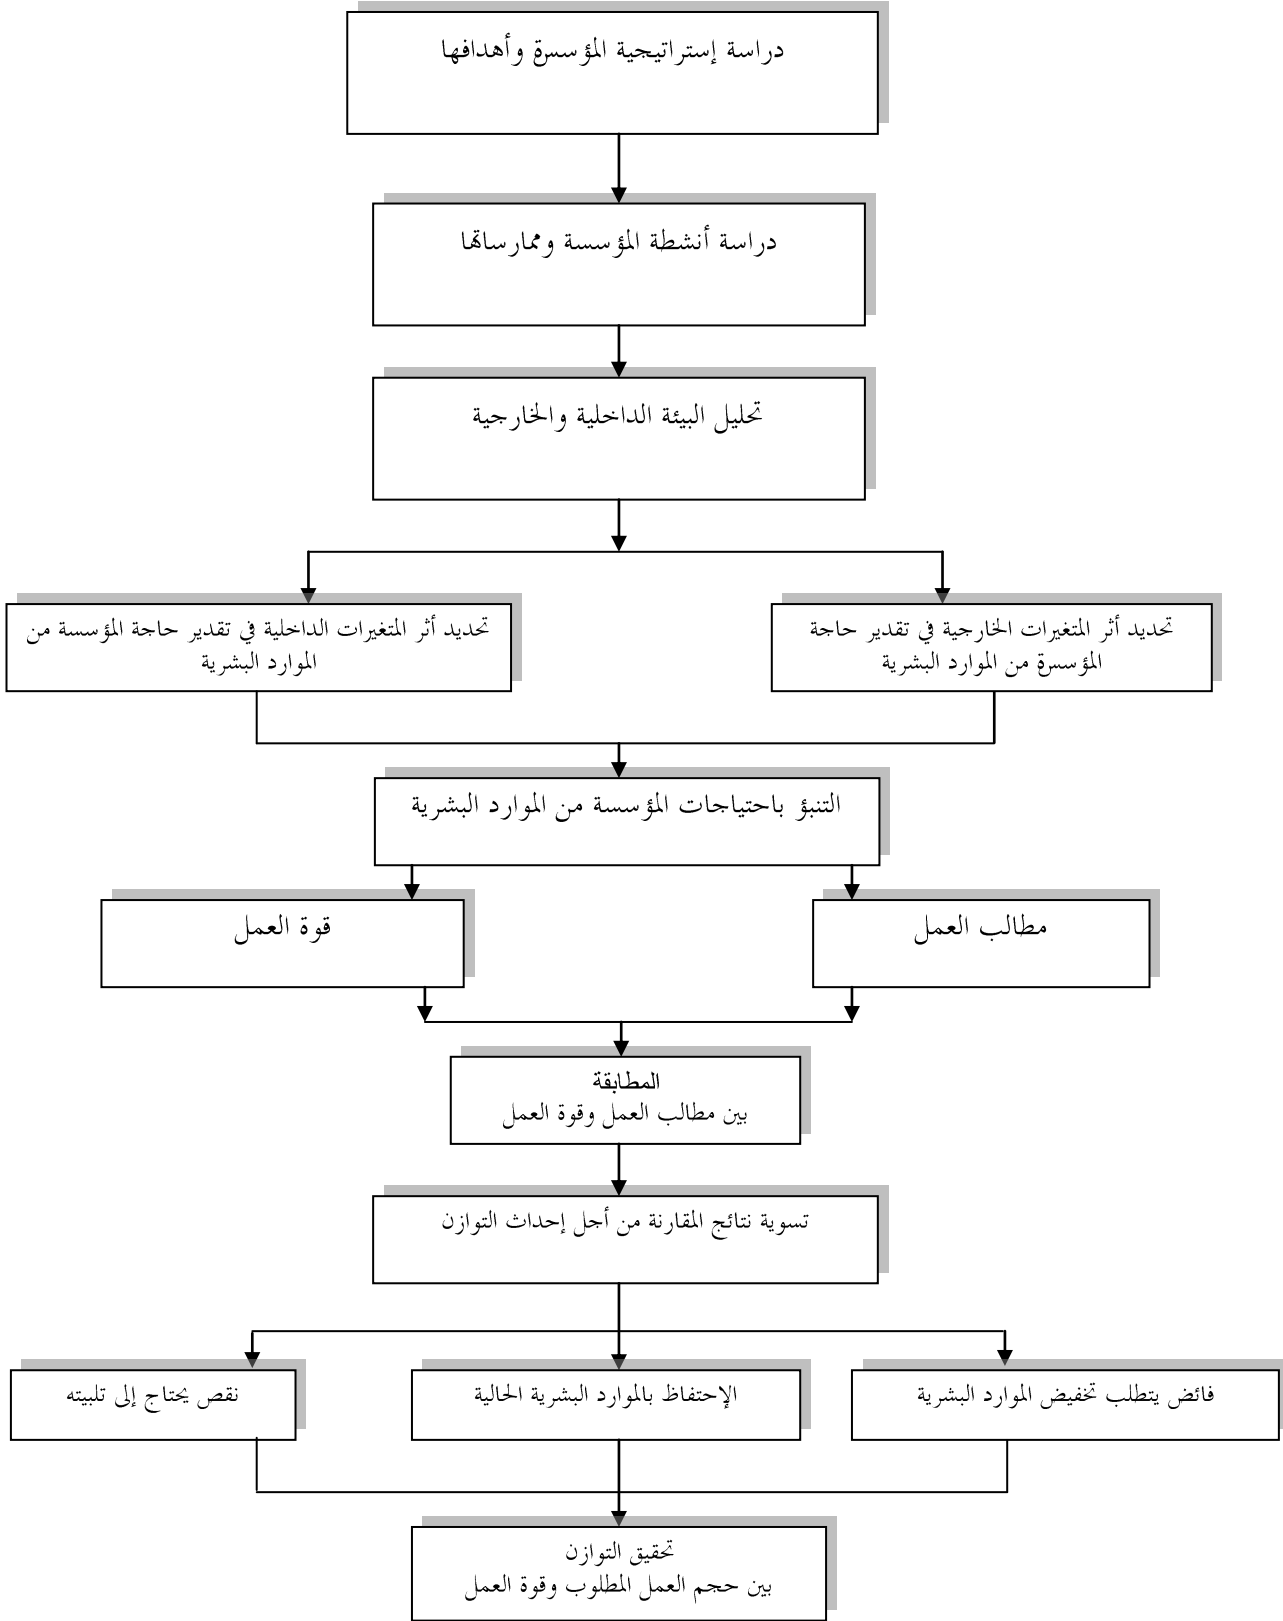 دراسة إستراتيجية المؤسسة وأهدافها
دراسة أنشطة المؤسسة وممارساتها
تحليل البيئة الداخلية والخارجية
تحديد أثر المتغيرات الخارجية في تقدير حاجة
المؤسسة من الموارد البشرية
تحديد أثر المتغيرات الداخلية في تقدير حاجة المؤسسة من
الموارد البشرية
التنبؤ باحتياجات المؤسسة من الموارد البشرية
مطالب العمل
قوة العمل
المطابقة
بين مطالب العمل وقوة العمل
تسوية نتائج المقارنة من أجل إحداث التوازن
فائض يتطلب تخفيض الموارد البشرية
الإحتفاظ بالموارد البشرية الحالية
نقص يحتاج إلى تلبيته
تحقيق التوازن
بين حجم العمل المطلوب وقوة العمل